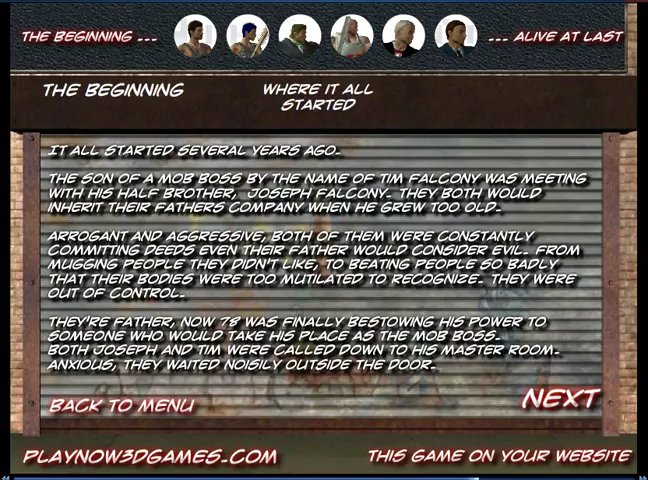 THE BEGINNING ---
--- ALIVE AT LAST
THE BEGINNING
WHERE IT ALL
STARTED
IT ALL STARTED SEVERAL YEARS AGO.
THE SON OF A MOB BOSS BY THE NAME OF TIM FALCONY WAS MEETING
WITH HIS HALF BROTHER, JOSEPH FALCONY. THEY BOTH WOULD
INHERIT THEIR FATHERS COMPANY WHEN HE GREW TOO OLD.
ARROGANT AND AGGRESSIVE, BOTH OF THEM WERE CONSTANTLY
COMMITTING DEEDS EVEN THEIR FATHER WOULD CONSIDER EVIL. FROM
MUGGING PEOPLE THEY DIDN'T LIKE, TO BEATING PEOPLE SO BADLY
THAT THEIR BODIES WERE TOO MUTILATED TO RECOGNIZE. THEY WERE
OUT OF CONTROL.
THEY'RE FATHER, NOW 78 WAS FINALLY BESTOWING HIS POWER TO
SOMEONE WHO WOULD TAKE HIS PLACE AS THE MOB BOSS.
BOTH JOSEPH AND TIM WERE CALLED DOWN TO HIS MASTER ROOM.
ANXIOUS, THEY WAITED NOISILY OUTSIDE THE DOOR.
BACK TO MENU
NEXT
PLAYNOW3DGAMES.COM
THIS GAME ON YOUR WEBSITE